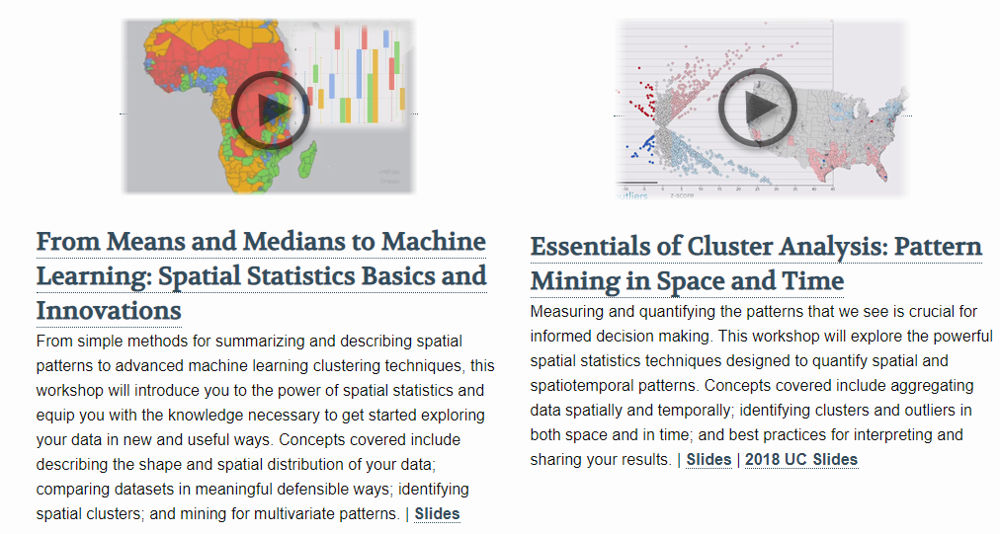 From Means and Medians to Machine
Learning: Spatial Statistics Basics and
Innovations
From simple methods for summarizing and describing spatial
patterns to advanced machine learning clustering techniques, this
workshop will introduce you to the power of spatial statistics and
equip you with the knowledge necessary to get started exploring
your data in new and useful ways. Concepts covered include
describing the shape and spatial distribution of your data;
comparing datasets in meaningful defensible ways; identifying
spatial clusters; and mining for multivariate patterns. | Slides
utliers z-score
Essentials of Cluster Analysis: Pattern
Mining in Space and Time
Measuring and quantifying the patterns that we see is crucial for
informed decision making. This workshop will explore the powerful
spatial statistics techniques designed to quantify spatial and
spatiotemporal patterns. Concepts covered include aggregating
data spatially and temporally; identifying clusters and outliers in
both space and in time; and best practices for interpreting and
sharing your results. | Slides | 2018 UC Slides